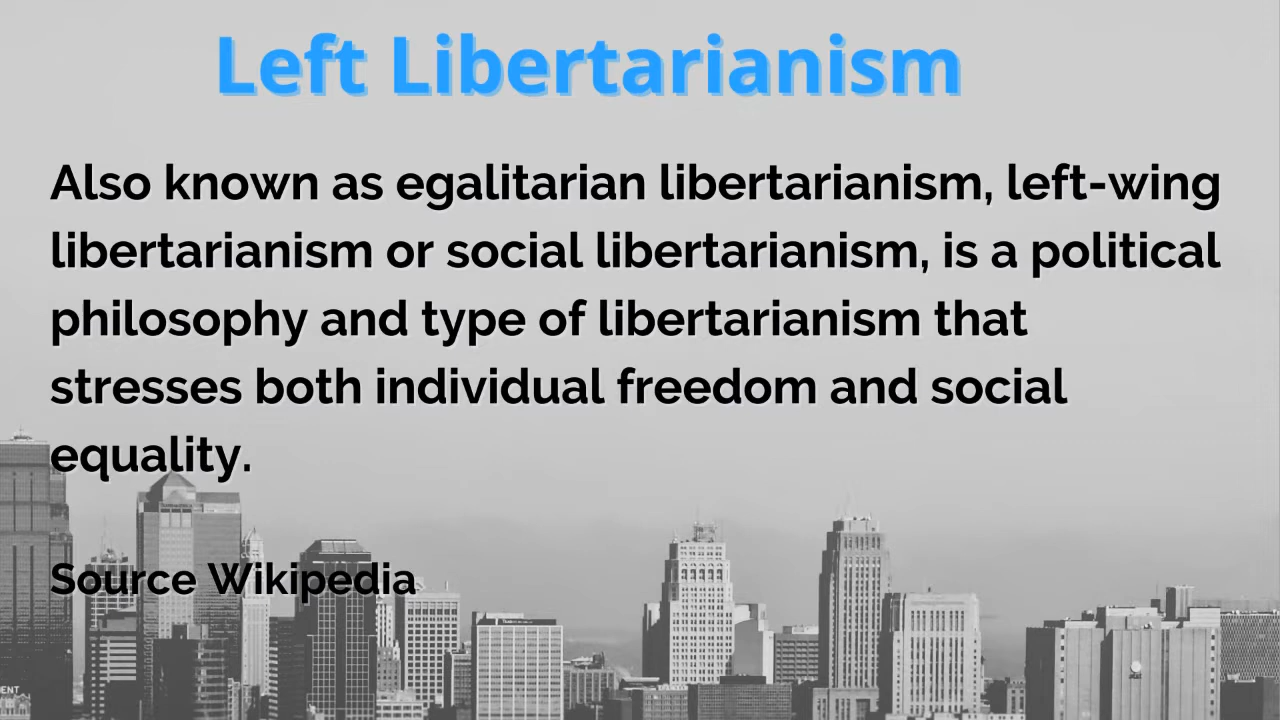 Left Libertarianism
Also known as egalitarian libertarianism, left-wing
libertarianism or social libertarianism, is a political
philosophy and type of libertarianism that
stresses both individual freedom and social
equality.
Source Wikipedia
ENT